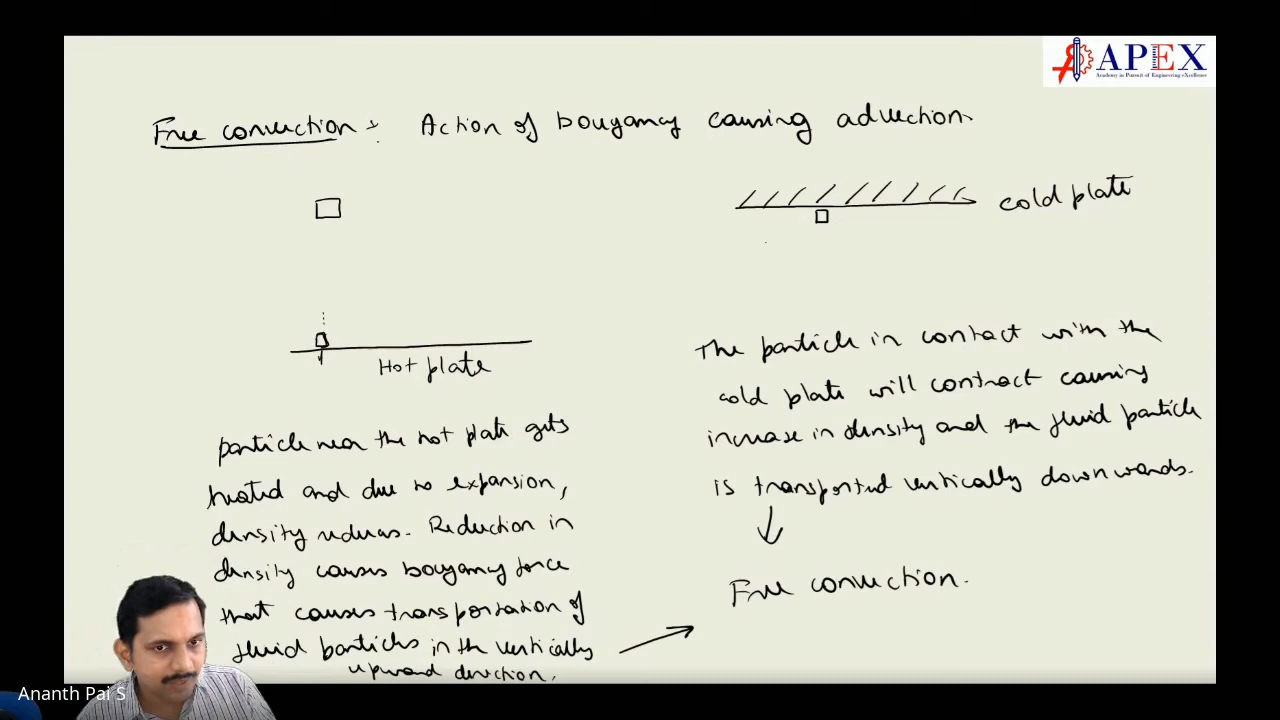 APEX
Academy in Pursuit of Engineering eXcellence
Free convection : Action of bouyamcy causing advection
cold plate
Hot plate
particle near the hot plate gets
heated and due to expansion,
density reduces. Reduction in
density causes bouyamcy force
that causes transportation of
fluid particles in the vertically
upward direction.
The particle in contact with the
cold plate will contract causing
increase in density and the fluid particle
is transported vertically downwards.
Free convection.
Ananth Pai S